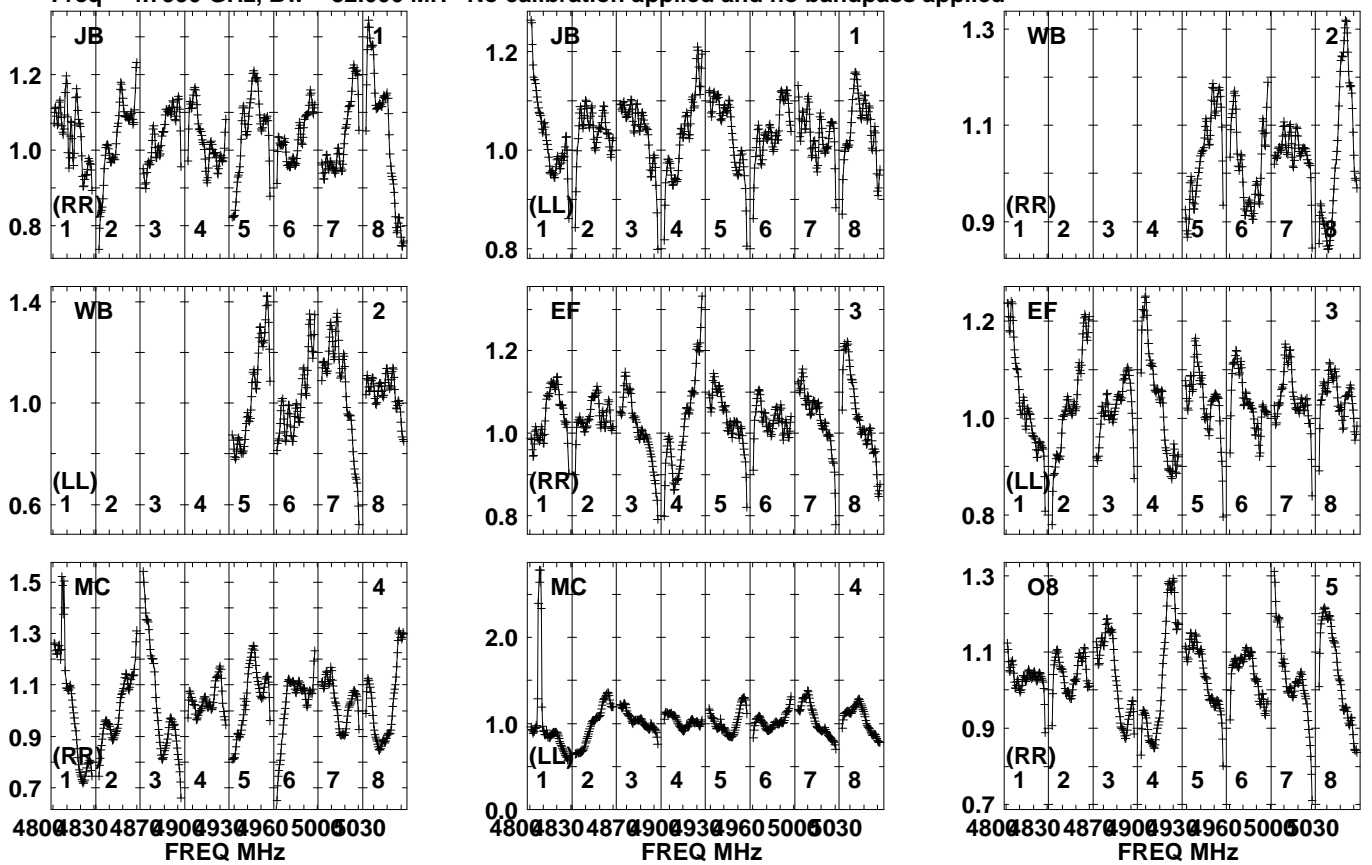 Freq = GHz, Bw = 32.000 MH No calibration applied and no bandpass applied
JB 1
1.2
1.0
0.8
(RR)
1 2 3 4 5 6 7 8
JB 1
1.2
1.0
0.8
(LL)
1 2 3 4 5 6 7 8
WB 2
1.3
1.1
0.9
(RR)
1 2 3 4 5 6 7 8
WB 2
1.4
1.0
0.6
(LL)
1 2 3 4 5 6 7 8
EF 3
1.2
1.0
0.8
(RR)
1 2 3 4 5 6 7 8
EF 3
1.2
1.0
0.8
(LL)
1 2 3 4 5 6 7 8
MC 4
1.5
1.3
1.1
0.9
0.7
(RR)
1 2 3 4 5 6 7 8
4800 4830 4870 4900 4930 4960 5000 5030
FREQ MHz
MC 4
2.0
1.0
0.0
(LL)
1 2 3 4 5 6 7 8
4800 4830 4870 4900 4930 4960 5000 5030
FREQ MHz
O8 5
1.3
1.1
0.9
0.7
(RR)
1 2 3 4 5 6 7 8
4800 4830 4870 4900 4930 4960 5000 5030
FREQ MHz